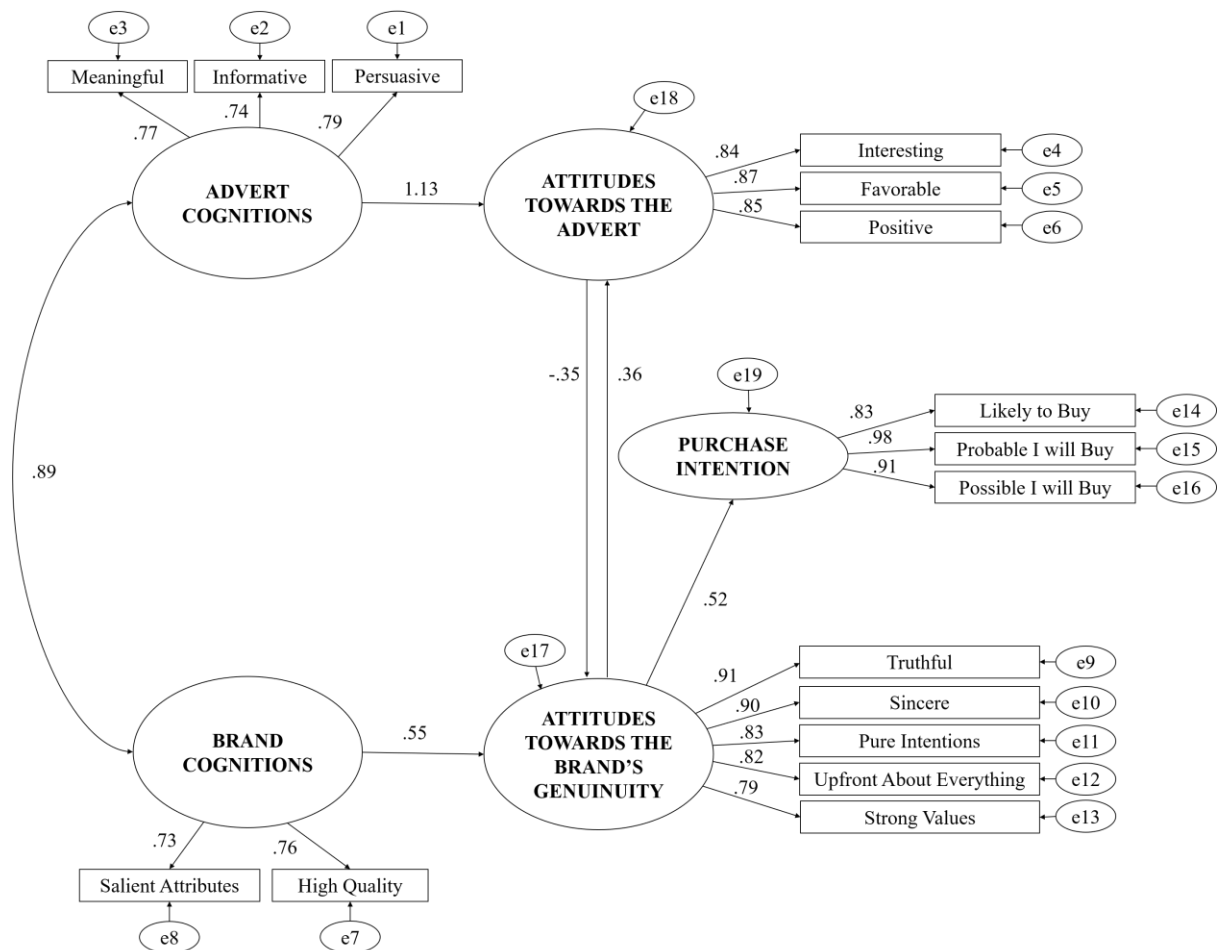 e3
e2
e1
Meaningful
Informative
Persuasive
.77
.74
.79
e18
ADVERT
COGNITIONS
1.13
ATTITUDES
TOWARDS THE
ADVERT
.84
.87
.85
Interesting
Favorable
Positive
e4
e5
e6
.89
-.35
.36
e19
PURCHASE
INTENTION
.83
.98
.91
Likely to Buy
Probable I will Buy
Possible I will Buy
e14
e15
e16
.52
e17
BRAND
COGNITIONS
.55
ATTITUDES
TOWARDS THE
BRAND'S
GENUINUITY
.91
.90
.83
.82
.79
Truthful
Sincere
Pure Intentions
Upfront About Everything
Strong Values
e9
e10
e11
e12
e13
.73
.76
Salient Attributes
High Quality
e8
e7